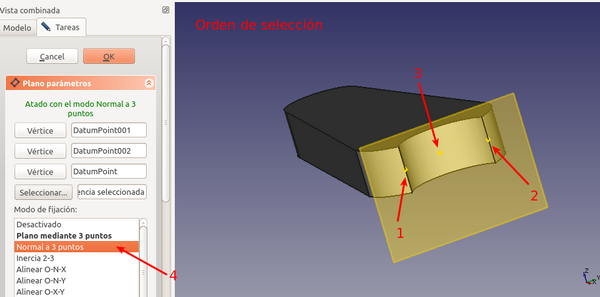 Vista combinada
Modelo
Tareas
Cancel
OK
Plano parámetros
Atado con el modo Normal a 3
puntos
Vértice
DatumPoint001
Vértice
DatumPoint002
Vértice
DatumPoint
Seleccionar...
encia seleccionada
Modo de fijación:
Desactivado
Plano mediante 3 puntos
Normal a 3 puntos
Inercia 2-3
Alinear O-N-X
Alinear O-N-Y
Alinear O-X-Y
Orden de selección
3
1
2
4